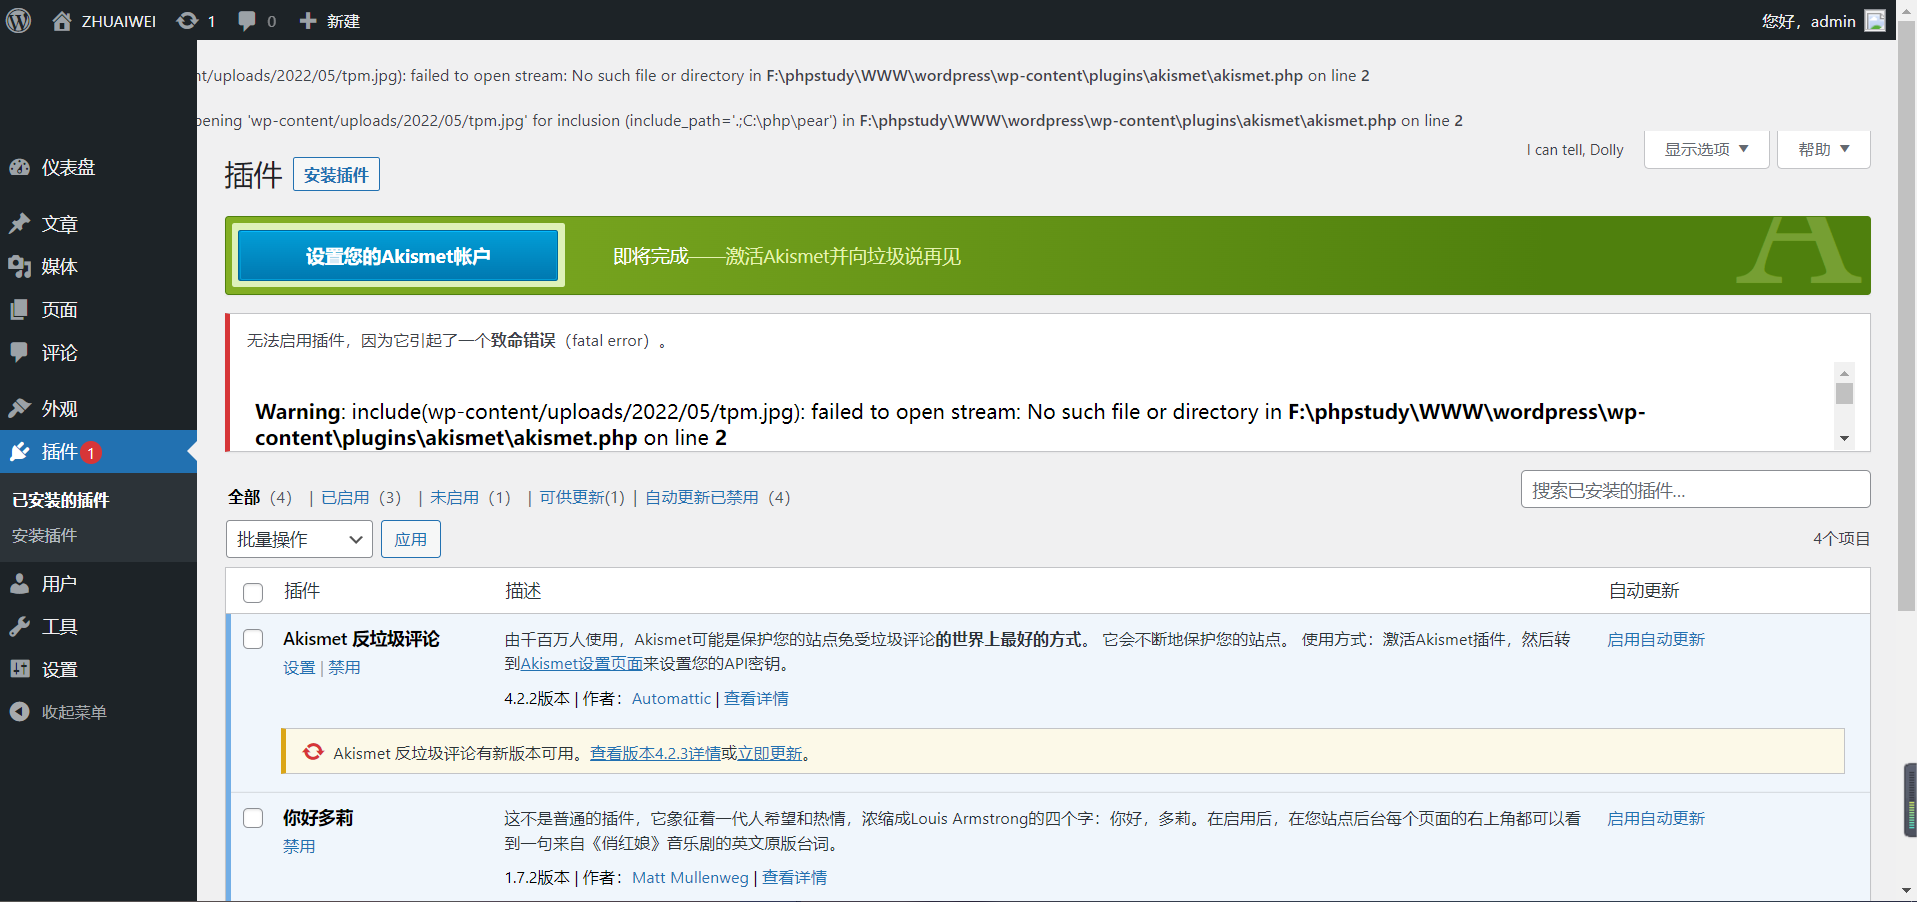 ZHUAIWEI 1 0 新建 您好，admin
nt/uploads/2022/05/tpm.jpg): failed to open stream: No such file or directory in F:\phpstudy\WWW\wordpress\wp-content\plugins\akismet\akismet.php on line 2
pening 'wp-content/uploads/2022/05/tpm.jpg' for inclusion (include_path='.;C:\php\pear') in F:\phpstudy\WWW\wordpress\wp-content\plugins\akismet\akismet.php on line 2
I can tell, Dolly 显示选项 帮助
插件 安装插件
仪表盘
文章
媒体
页面
评论
外观
插件 1
已安装的插件
安装插件
用户
工具
设置
收起菜单
设置您的Akismet帐户 即将完成——激活Akismet并向垃圾说再见
A
无法启用插件，因为它引起了一个致命错误（fatal error）。
Warning: include(wp-content/uploads/2022/05/tpm.jpg): failed to open stream: No such file or directory in F:\phpstudy\WWW\wordpress\wp-
content\plugins\akismet\akismet.php on line 2
全部 （4） | 已启用 （3） | 未启用 （1） | 可供更新(1) | 自动更新已禁用 （4）
搜索已安装的插件...
批量操作 应用
4个项目
插件 描述 自动更新
Akismet 反垃圾评论
设置 | 禁用
由千百万人使用，Akismet可能是保护您的站点免受垃圾评论的世界上最好的方式。 它会不断地保护您的站点。 使用方式：激活Akismet插件，然后转
到Akismet设置页面来设置您的API密钥。
4.2.2版本 | 作者：Automattic | 查看详情
启用自动更新
Akismet 反垃圾评论有新版本可用。查看版本4.2.3详情或立即更新。
你好多莉
禁用
这不是普通的插件，它象征着一代人希望和热情，浓缩成Louis Armstrong的四个字：你好，多莉。在启用后，在您站点后台每个页面的右上角都可以看
到一句来自《俏红娘》音乐剧的英文原版台词。
1.7.2版本 | 作者：Matt Mullenweg | 查看详情
启用自动更新